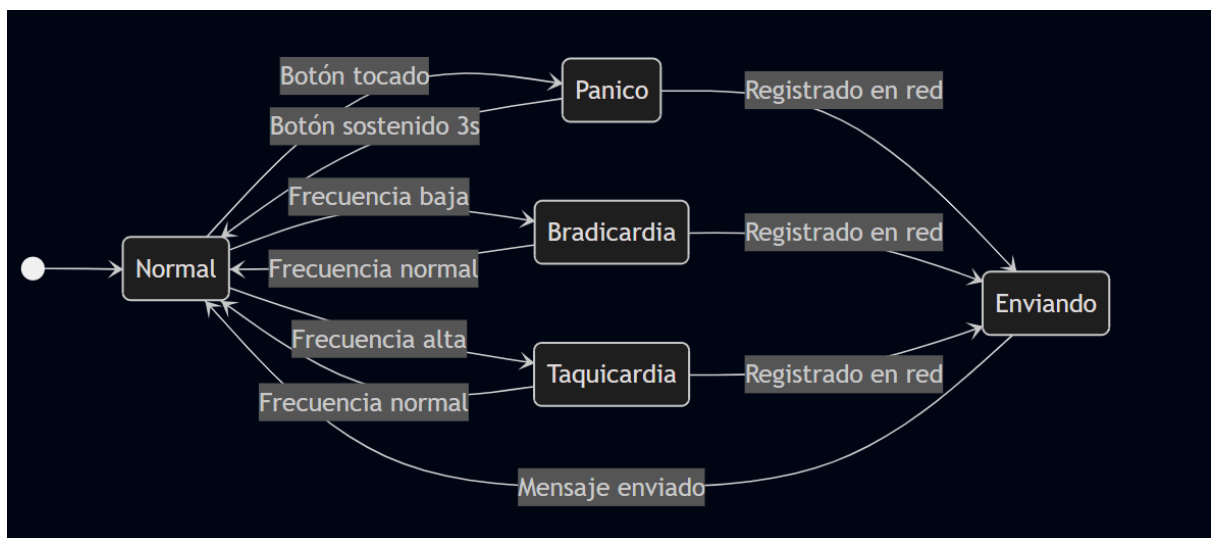 Botón tocado
Panico
Registrado en red
Botón sostenido 3s
Frecuencia baja
Bradicardia
Registrado en red
Normal
Frecuencia normal
Enviando
Frecuencia alta
Taquicardia
Registrado en red
Frecuencia normal
Mensaje enviado